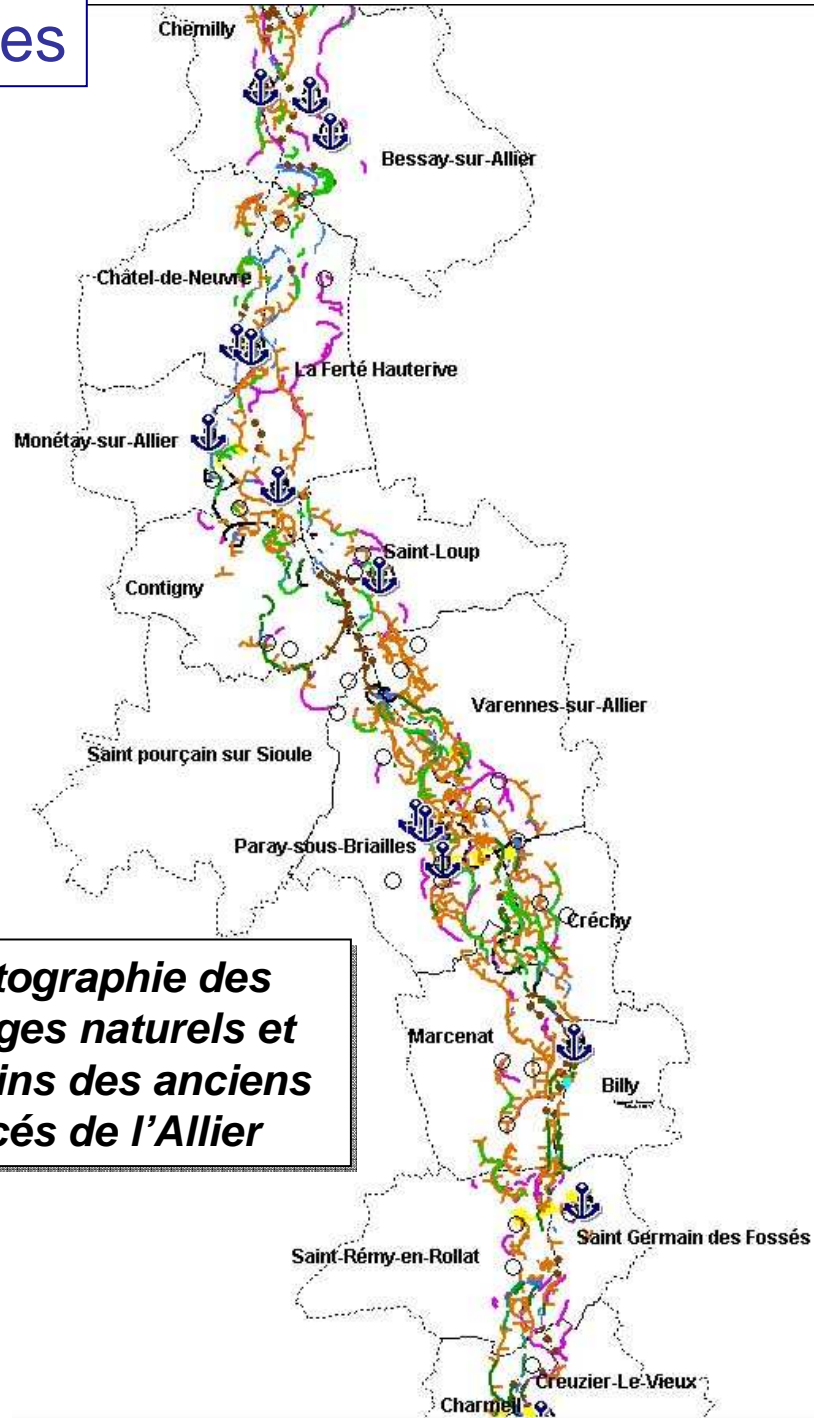 es
Chemilly
Bessay-sur-Allier
Châtel-de-Neuvre
La Ferté Hauterive
Monétay-sur-Allier
Saint-Loup
Contigny
Varennes-sur-Allier
Saint pourçain sur Sioule
Paray-sous-Briailles
Créchy
tographie des
ges naturels et
ins des anciens
cés de l'Allier
Marcenat
Billy
Saint Germain des Fossés
Saint-Rémy-en-Rollat
Creuzier-Le-Vieux
Charmeil